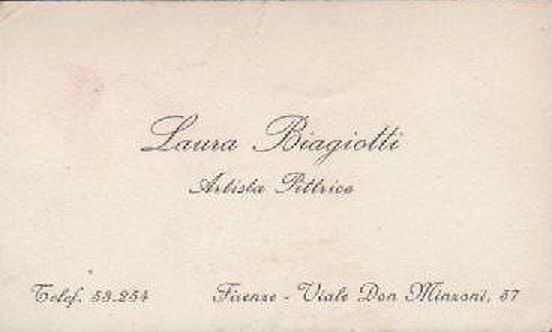 Laura Biagiotti
Artista Pittrice
Telef. 53.254 Firenze - Viale Don Minzoni, 37